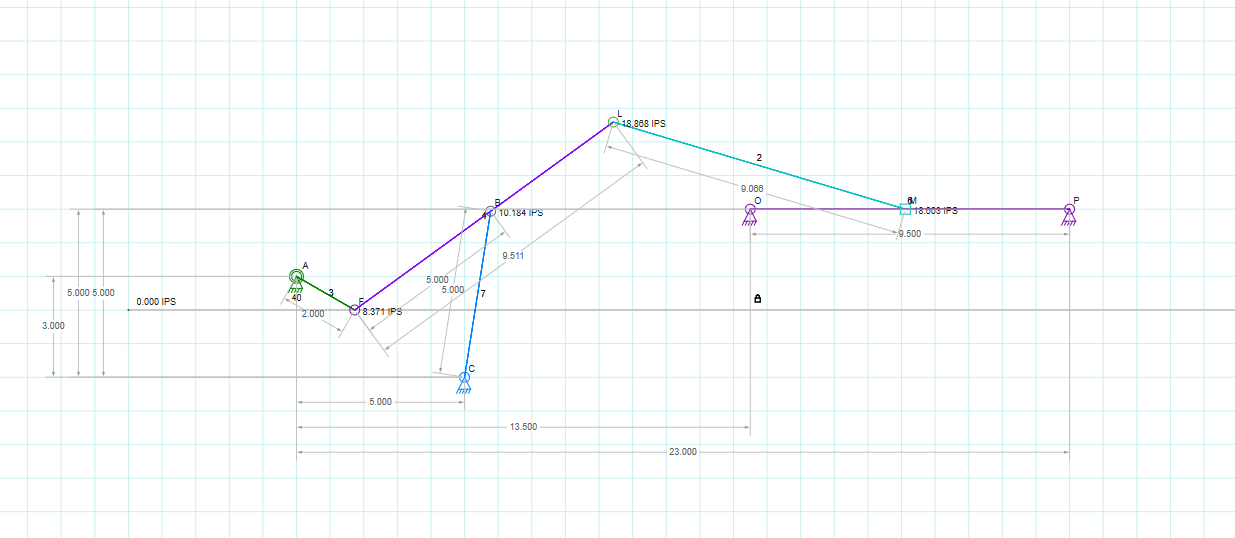 L
18.868 IPS
2
9.066
O
M
P
B
10.184 IPS
18.003 IPS
9.500
9.511
A
5.000
5.000
7
3
F
40
0.000 IPS
5.000 5.000
2.000
8.371 IPS
3.000
C
5.000
13.500
23.000